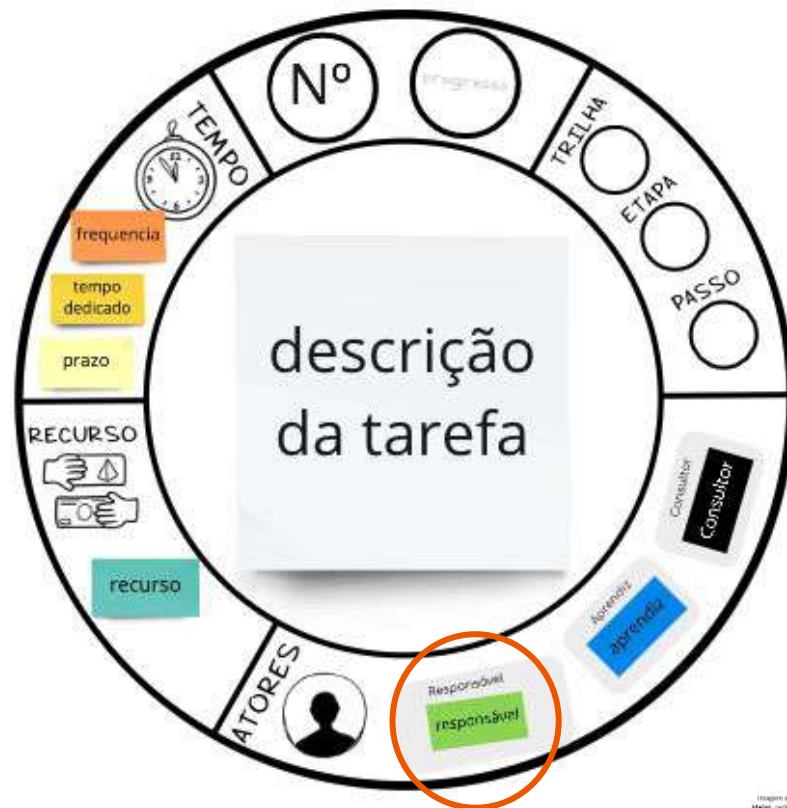 Nº
progresso
TRILHA
ETAPA
PASSO
TEMPO
frequencia
tempo
dedicado
prazo
descrição
da tarefa
RECURSO
recurso
Consultor
Consultor
Aprendiz
aprendiz
ATORES
Responsável
responsável